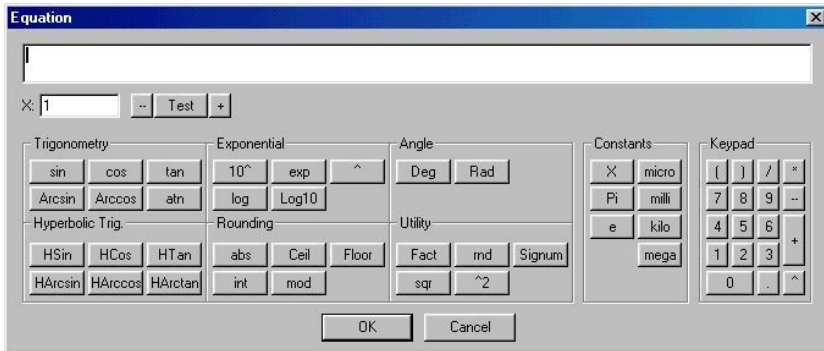 Equation
X: 1 -- Test +
Trigonometry Exponential Angle Constants Keypad
sin cos tan 10^ exp ^ Deg Rad X micro ( ) / *
Arcsin Arccos atn log Log10 Pi milli 7 8 9 --
Hyperbolic Trig. Rounding Utility e kilo 4 5 6 +
HSin HCos HTan abs Ceil Floor Fact rnd Signum mega 1 2 3
HArcsin HArccos HArctan int mod sqr ^2 0 . ^
OK Cancel